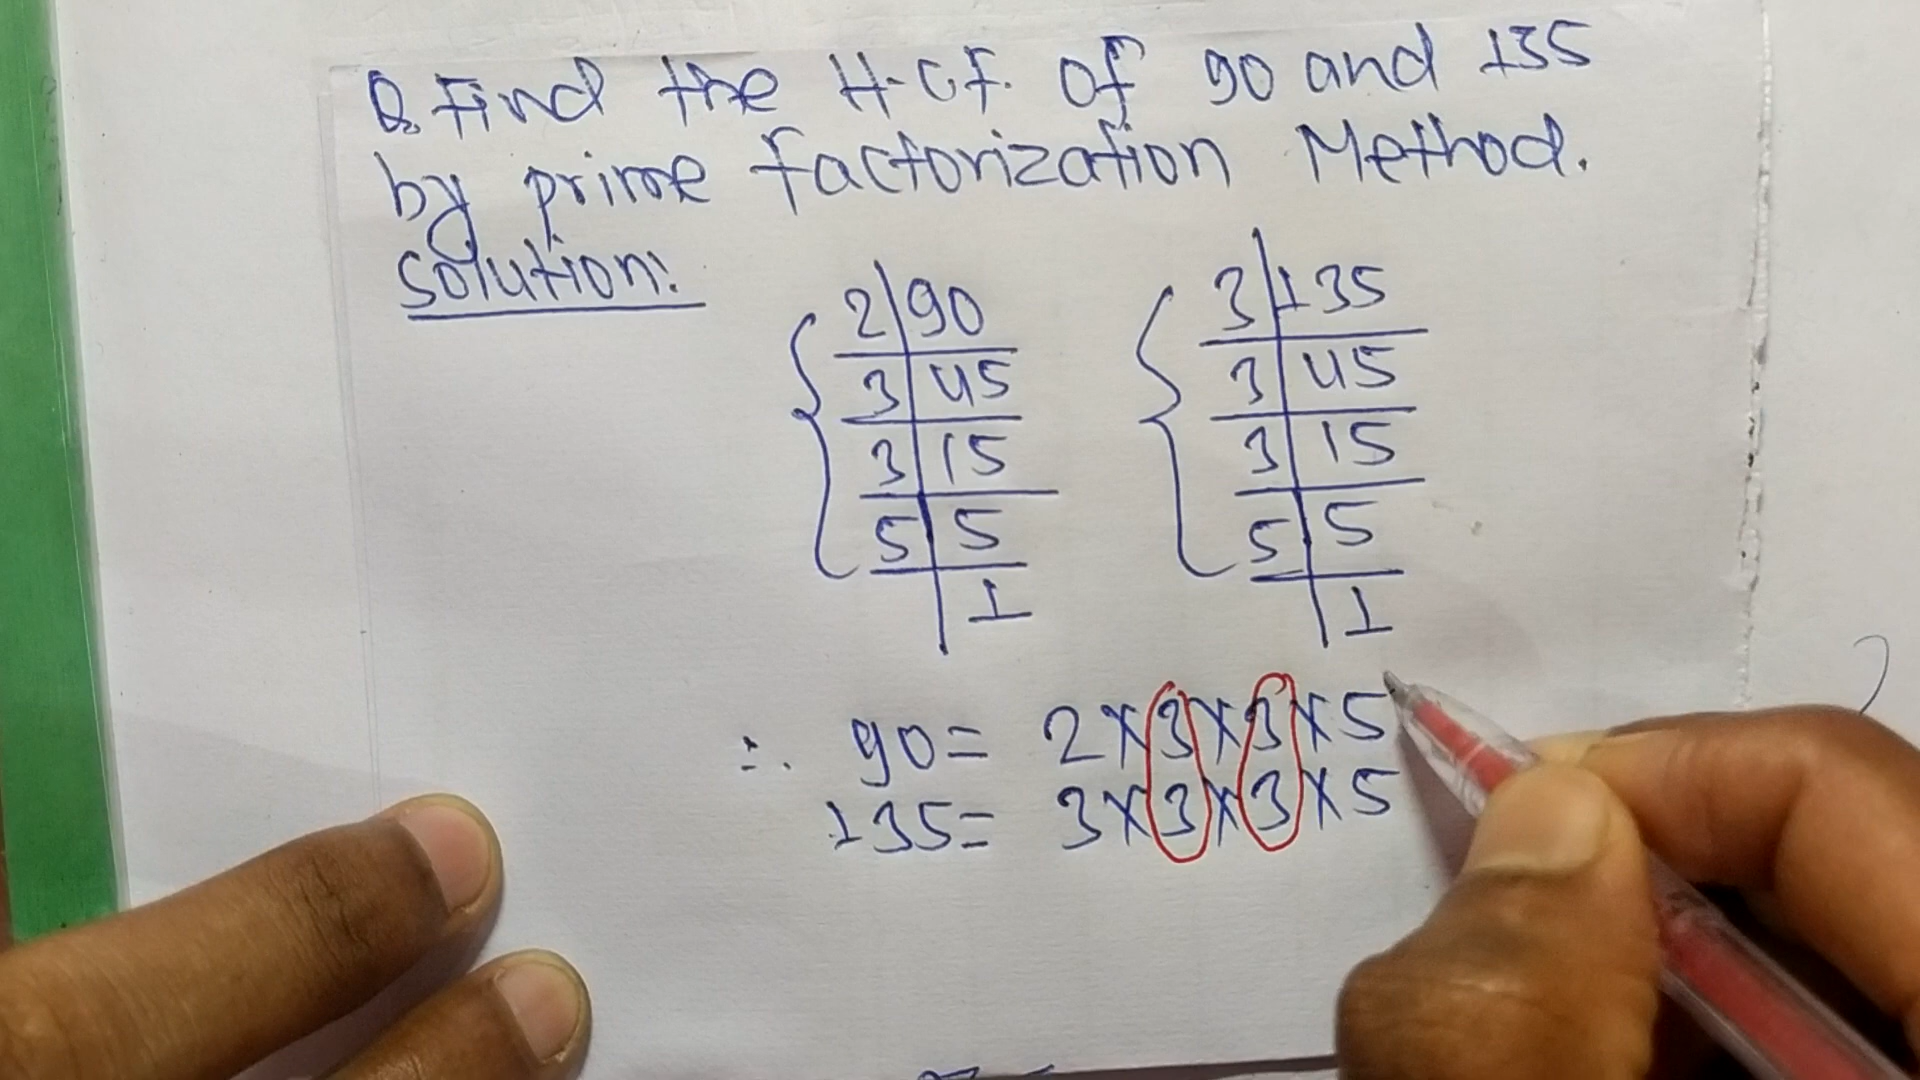 Q. Find the H.C.F. Of 90 and 135
by prime factorization Method.
Solution:
2 | 90
3 | 45
3 | 15
5 | 5
1
3 | 135
3 | 45
3 | 15
5 | 5
1
∴ 90 = 2×3×3×5
135 = 3×3×3×5